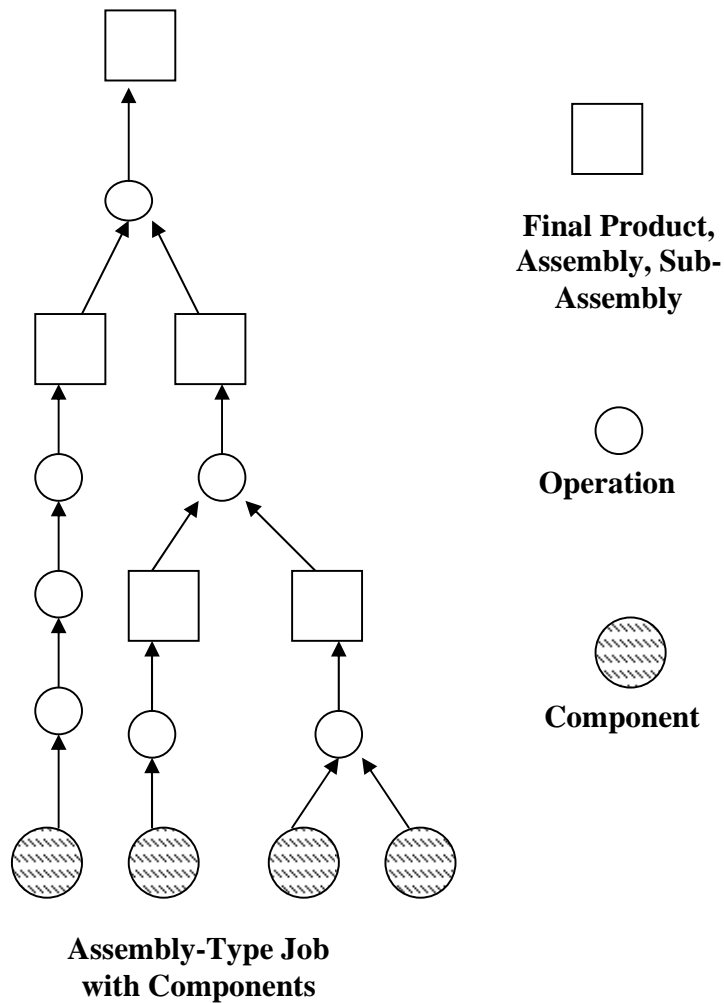 Final Product,
Assembly, Sub-
Assembly
Operation
Component
Assembly-Type Job
with Components